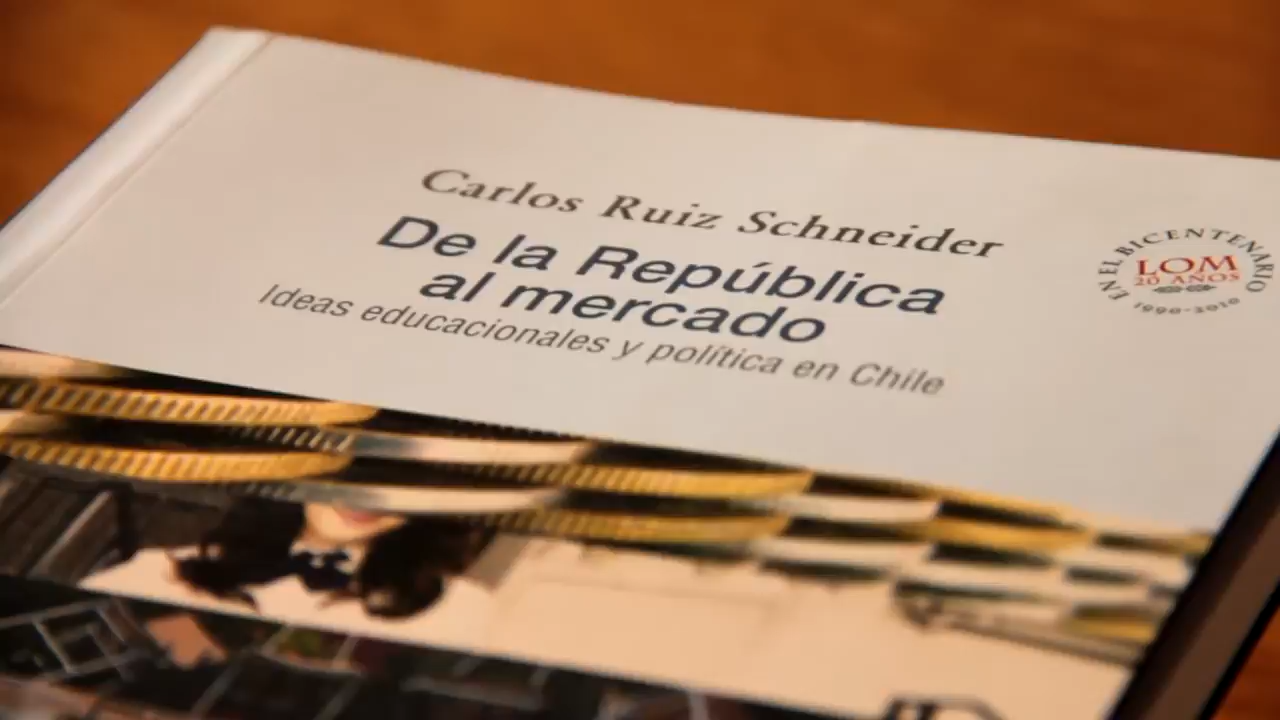 Carlos Ruiz Schneider
De la República
al mercado
Ideas educacionales y política en Chile
EN EL BICENTENARIO
LOM
20 AÑOS
1990-2010